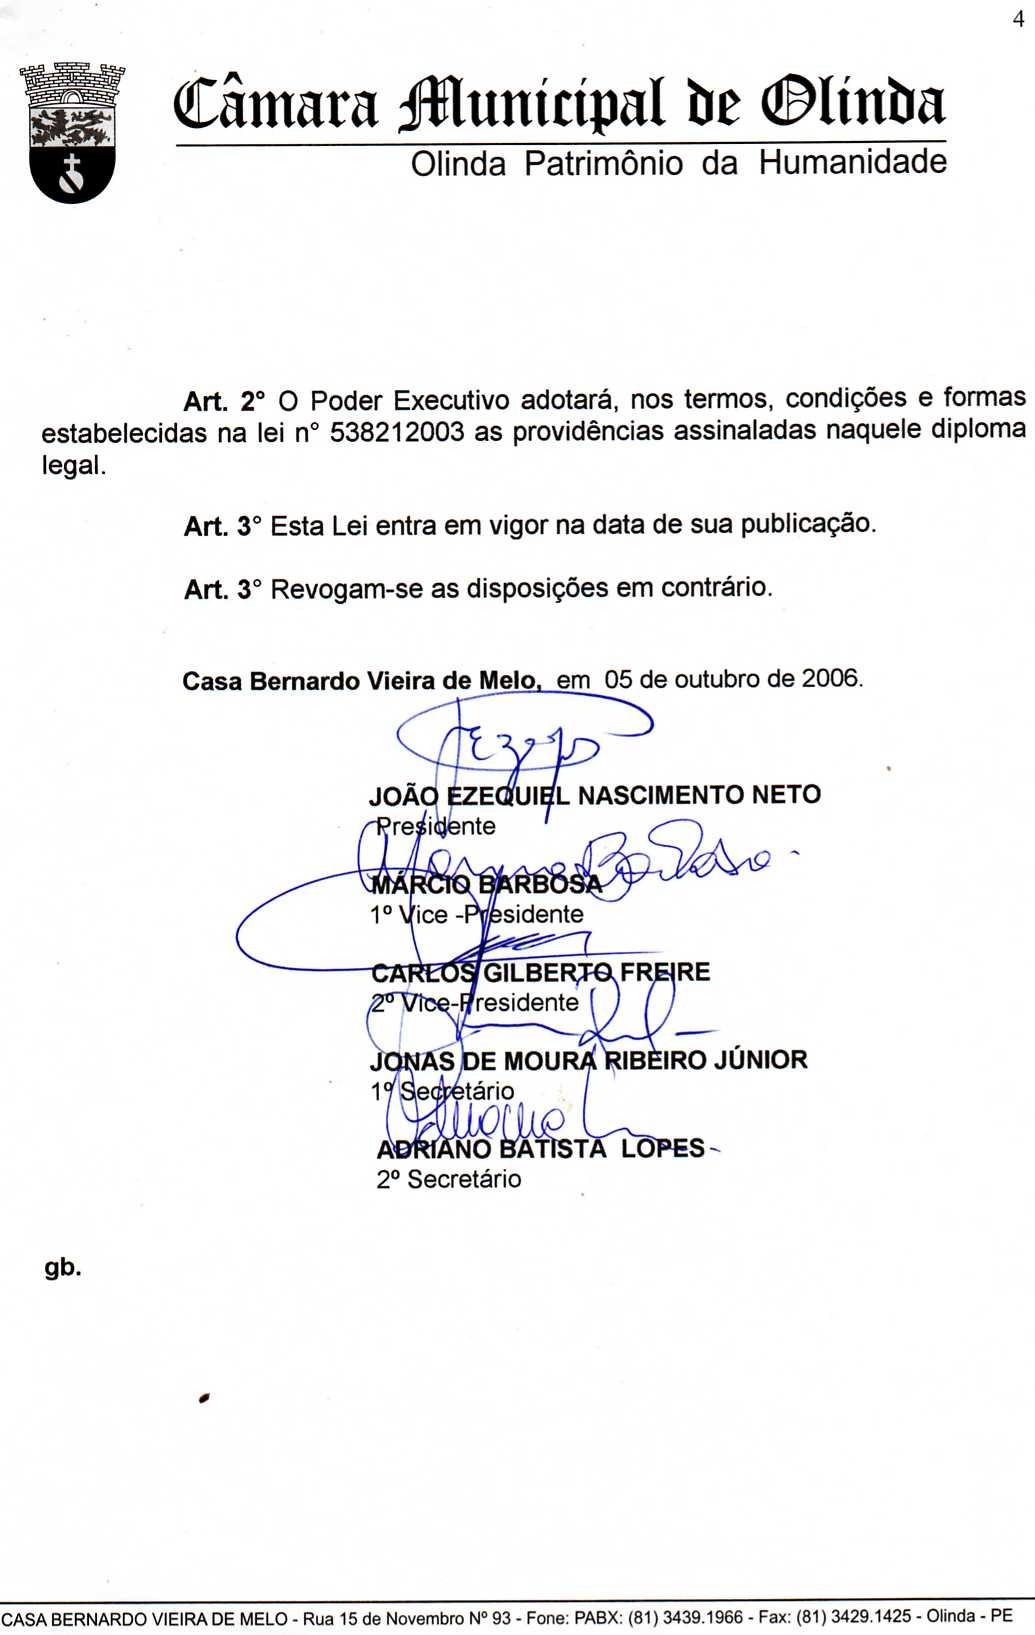 4
Câmara Municipal de Olinda
Olinda Patrimônio da Humanidade
Art. 2° O Poder Executivo adotará, nos termos, condições e formas
estabelecidas na lei n° 538212003 as providências assinaladas naquele diploma
legal.
Art. 3° Esta Lei entra em vigor na data de sua publicação.
Art. 3° Revogam-se as disposições em contrário.
Casa Bernardo Vieira de Melo, em 05 de outubro de 2006.
JOÃO EZEQUIEL NASCIMENTO NETO
Presidente
MÁRCIO BARBOSA
1º Vice -Presidente
CARLOS GILBERTO FREIRE
2º Vice-Presidente
JONAS DE MOURA RIBEIRO JÚNIOR
1º Secretário
ADRIANO BATISTA LOPES
2º Secretário
gb.
CASA BERNARDO VIEIRA DE MELO - Rua 15 de Novembro Nº 93 - Fone: PABX: (81) 3439.1966 - Fax: (81) 3429.1425 - Olinda - PE